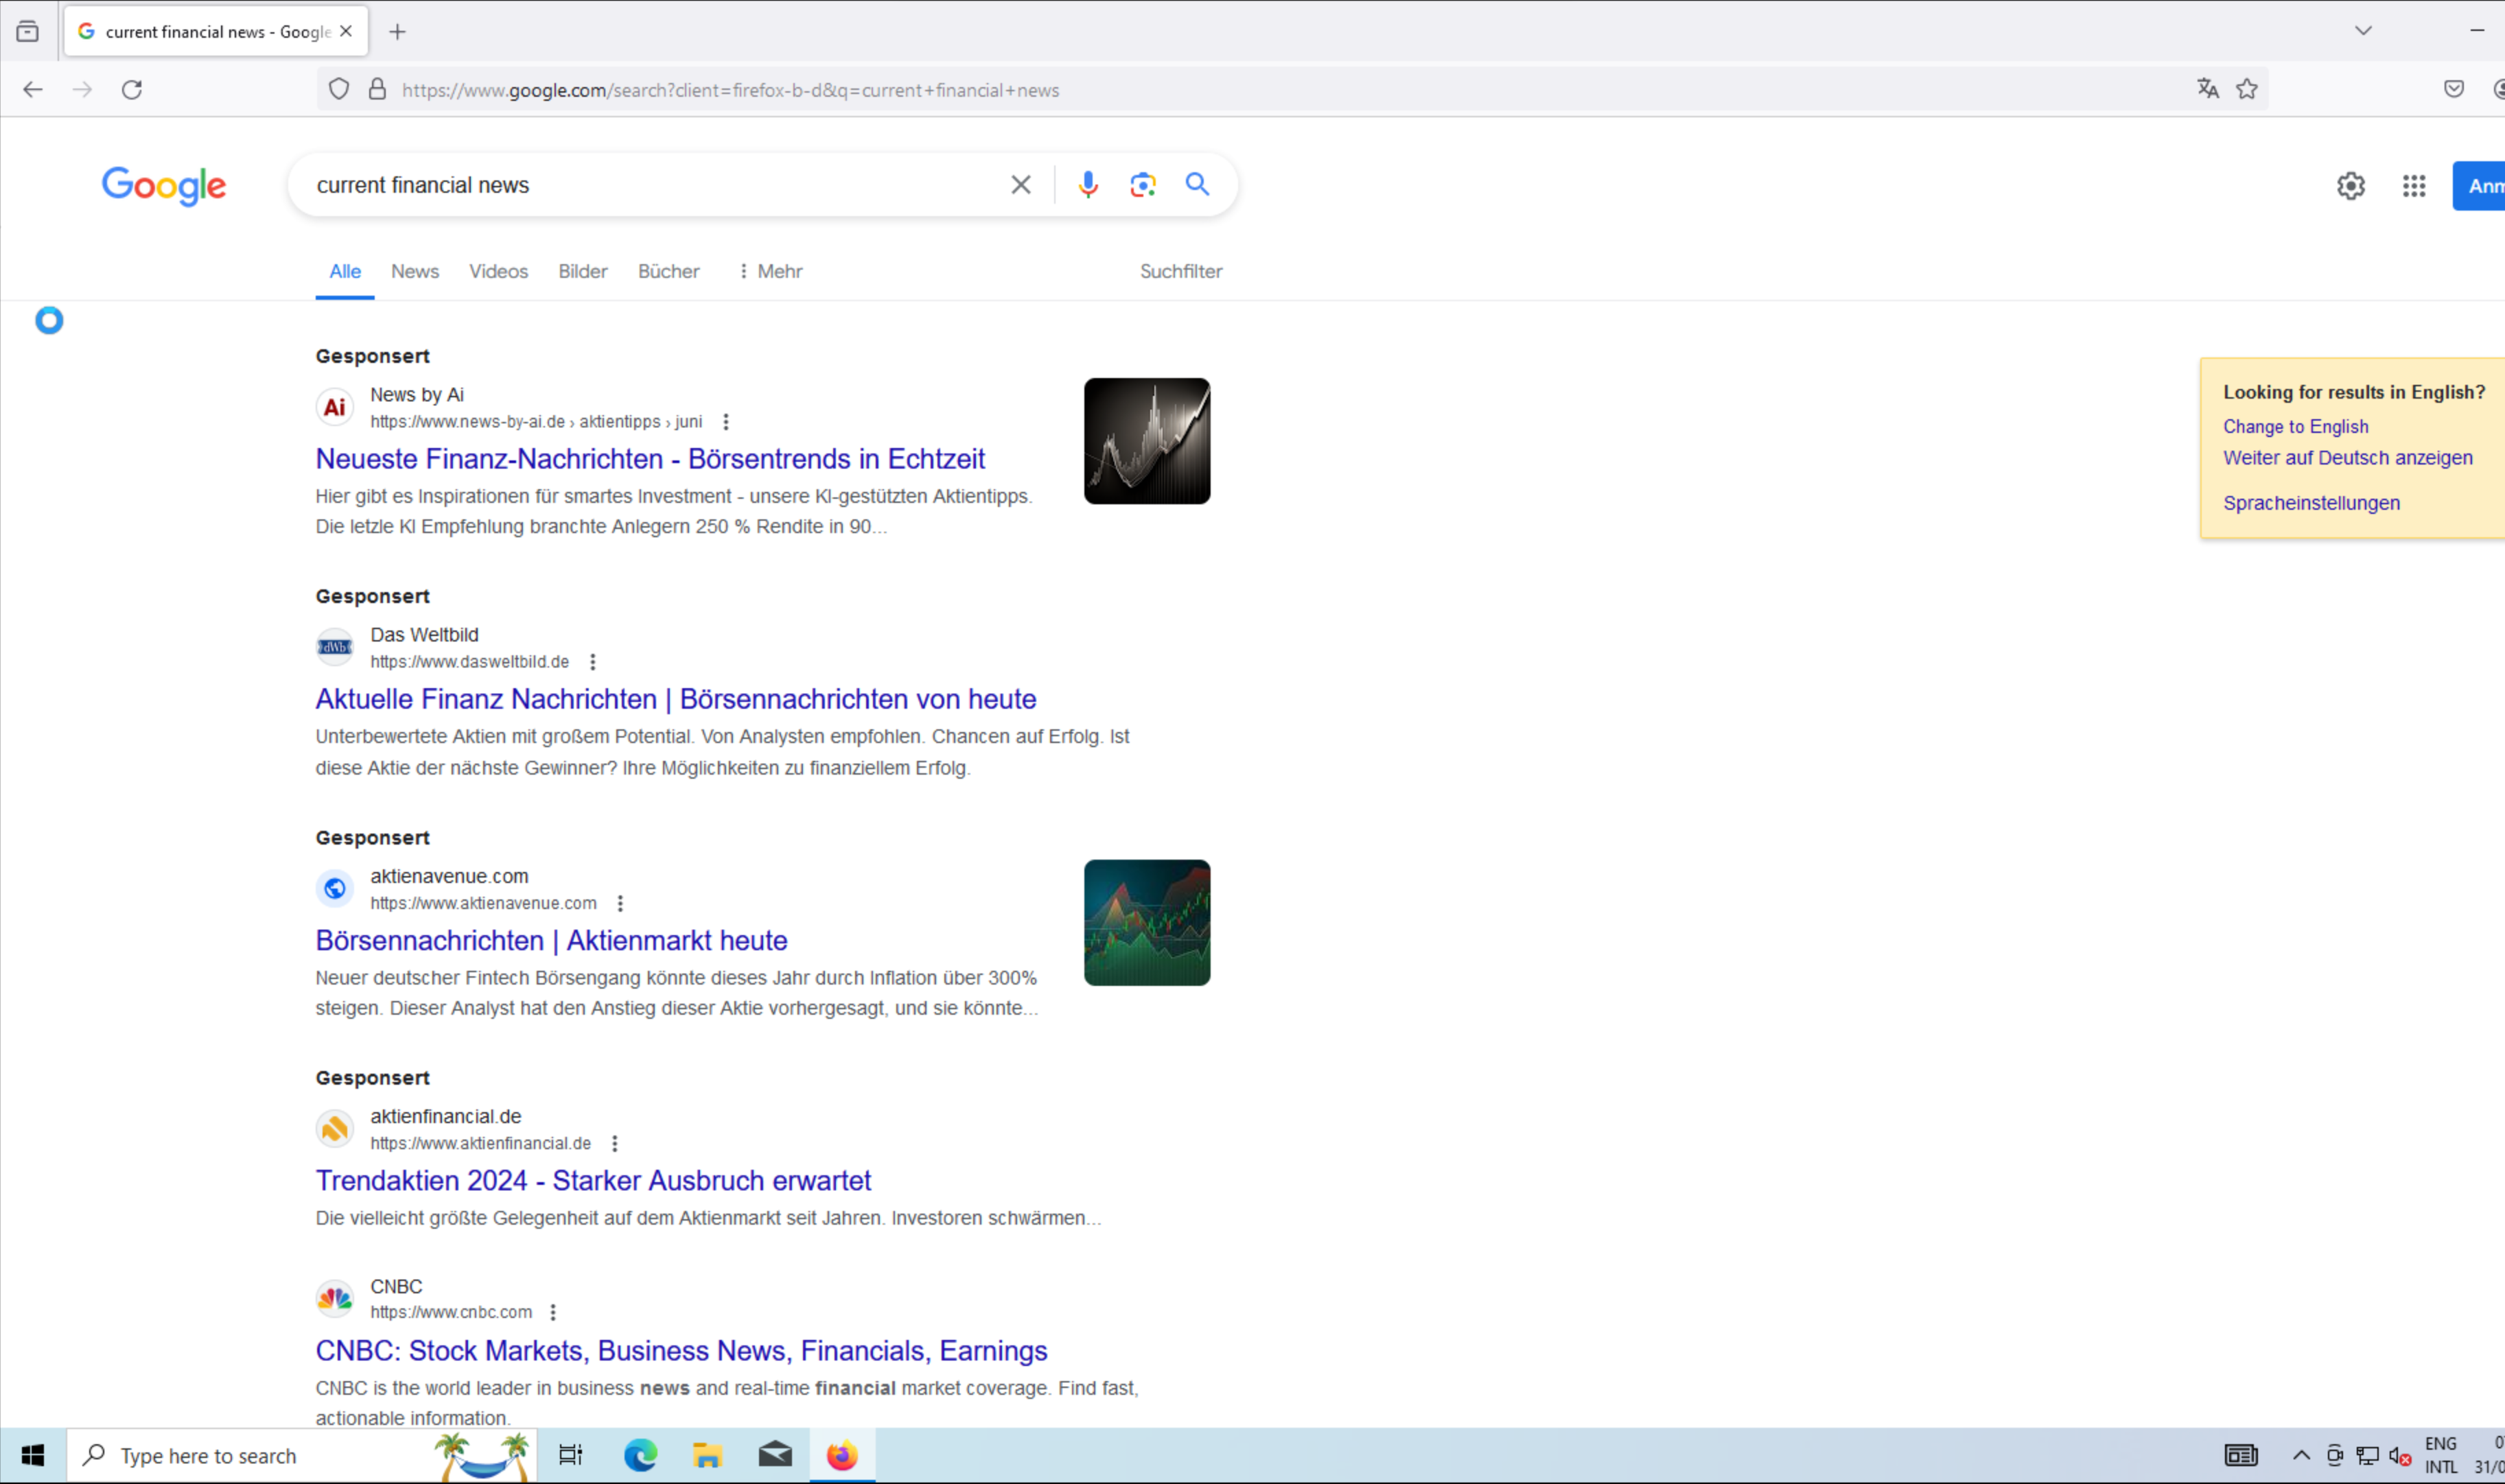 current financial news - Google
https://www.google.com/search?client=firefox-b-d&q=current+financial+news
Google
current financial news
Anm
Alle News Videos Bilder Bücher Mehr Suchfilter
Gesponsert
Ai
News by Ai
https://www.news-by-ai.de › aktientipps › juni
Neueste Finanz-Nachrichten - Börsentrends in Echtzeit
Hier gibt es Inspirationen für smartes Investment - unsere KI-gestützten Aktientipps.
Die letzle KI Empfehlung branchte Anlegern 250 % Rendite in 90...
Looking for results in English?
Change to English
Weiter auf Deutsch anzeigen
Spracheinstellungen
Gesponsert
dWb
Das Weltbild
https://www.dasweltbild.de
Aktuelle Finanz Nachrichten | Börsennachrichten von heute
Unterbewertete Aktien mit großem Potential. Von Analysten empfohlen. Chancen auf Erfolg. Ist
diese Aktie der nächste Gewinner? Ihre Möglichkeiten zu finanziellem Erfolg.
Gesponsert
aktienavenue.com
https://www.aktienavenue.com
Börsennachrichten | Aktienmarkt heute
Neuer deutscher Fintech Börsengang könnte dieses Jahr durch Inflation über 300%
steigen. Dieser Analyst hat den Anstieg dieser Aktie vorhergesagt, und sie könnte...
Gesponsert
aktienfinancial.de
https://www.aktienfinancial.de
Trendaktien 2024 - Starker Ausbruch erwartet
Die vielleicht größte Gelegenheit auf dem Aktienmarkt seit Jahren. Investoren schwärmen...
CNBC
https://www.cnbc.com
CNBC: Stock Markets, Business News, Financials, Earnings
CNBC is the world leader in business news and real-time financial market coverage. Find fast,
actionable information.
Type here to search
ENG
INTL 31/0